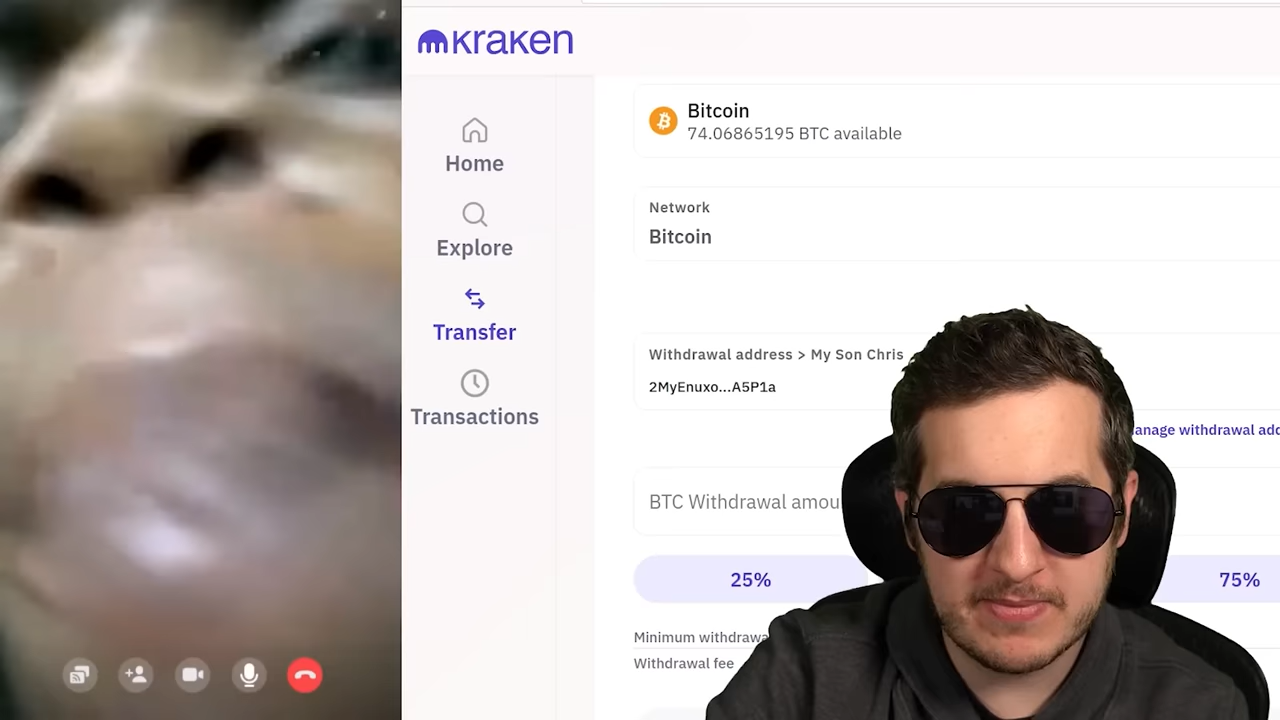 Kraken
Home
Explore
Transfer
Transactions
Bitcoin
74.06865195 BTC available
Network
Bitcoin
Withdrawal address > My Son Chris
2MyEnuxo...A5P1a
anage withdrawal add
BTC Withdrawal amou
25%
75%
Minimum withdrawa
Withdrawal fee